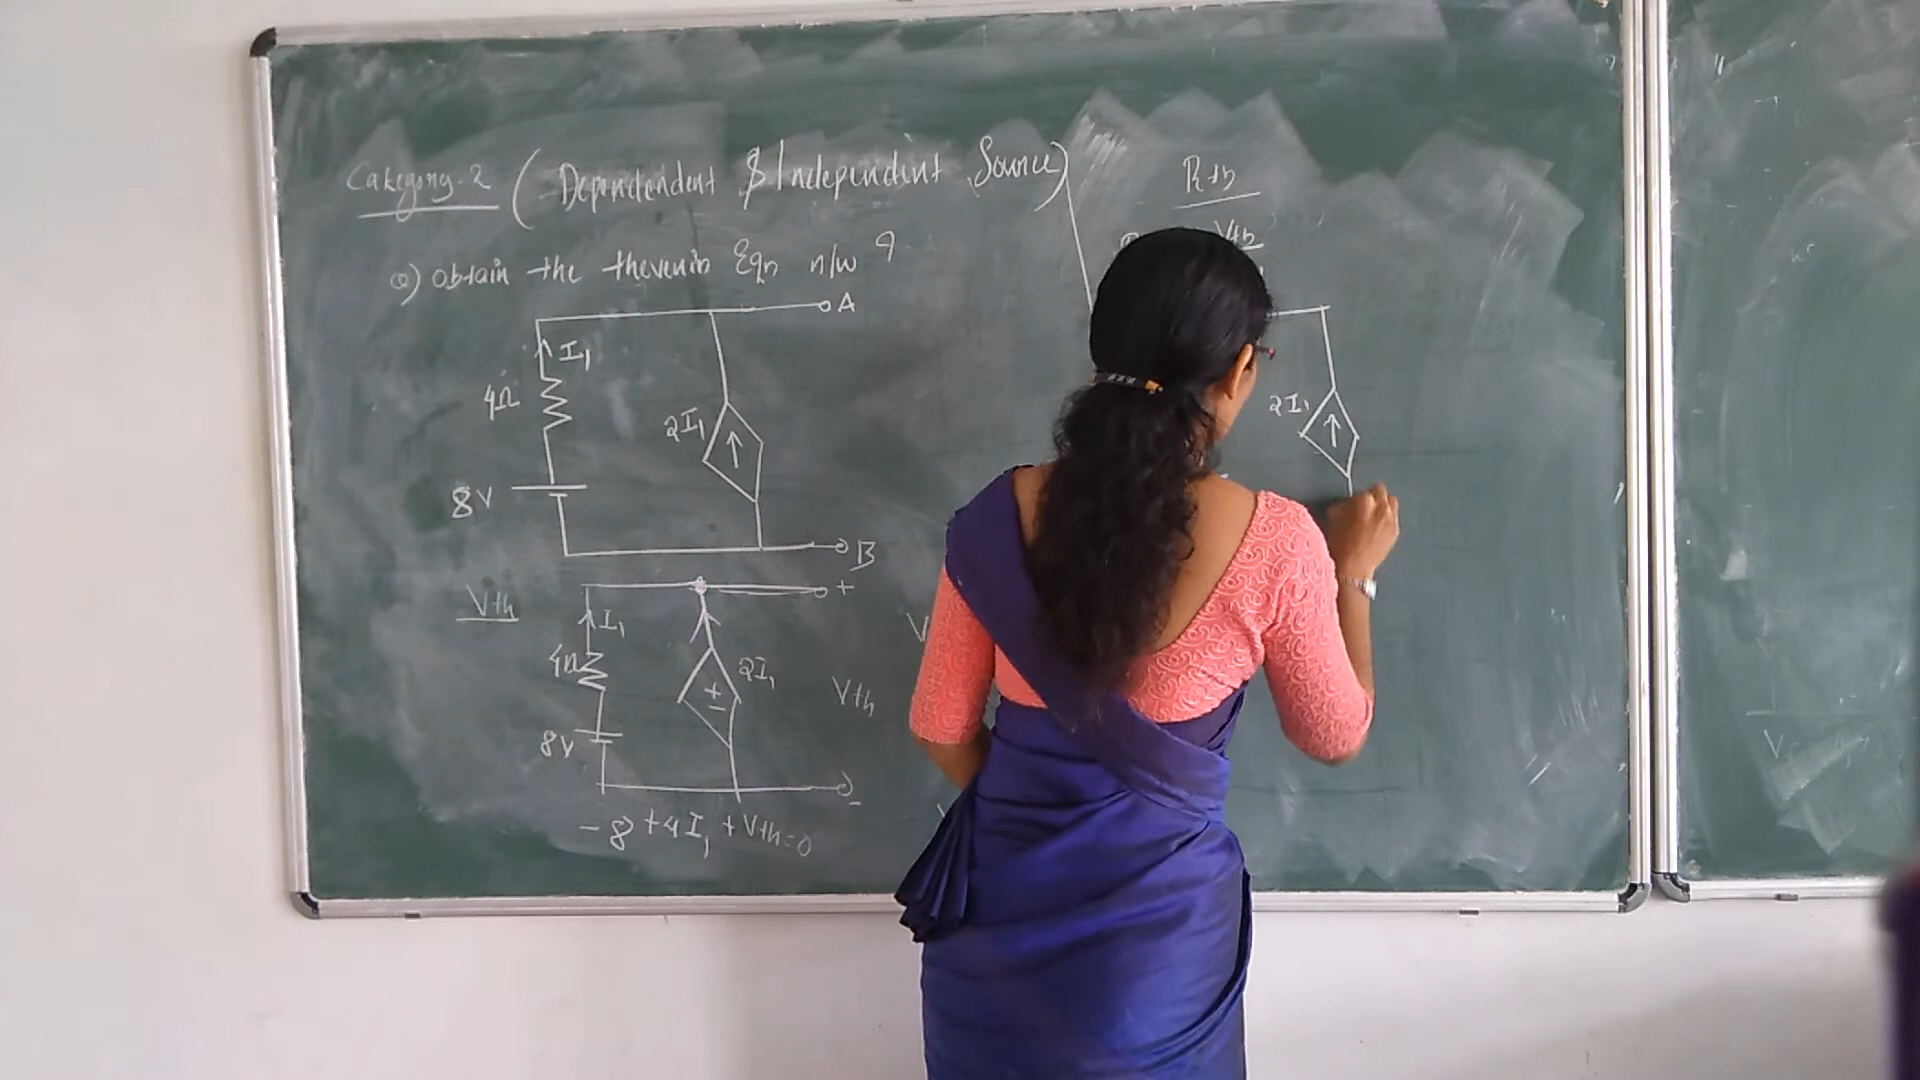 Category-2 ( Dependendent & Independent Source)
Q) obtain the thevenin Eqn n/w ?
A
I1
4Ω
2I1
8V
B
Vth
+
I1
4Ω
2I1
+
-
Vth
8V
-
-8 + 4I1 + Vth = 0
Rth
Vth
2I1